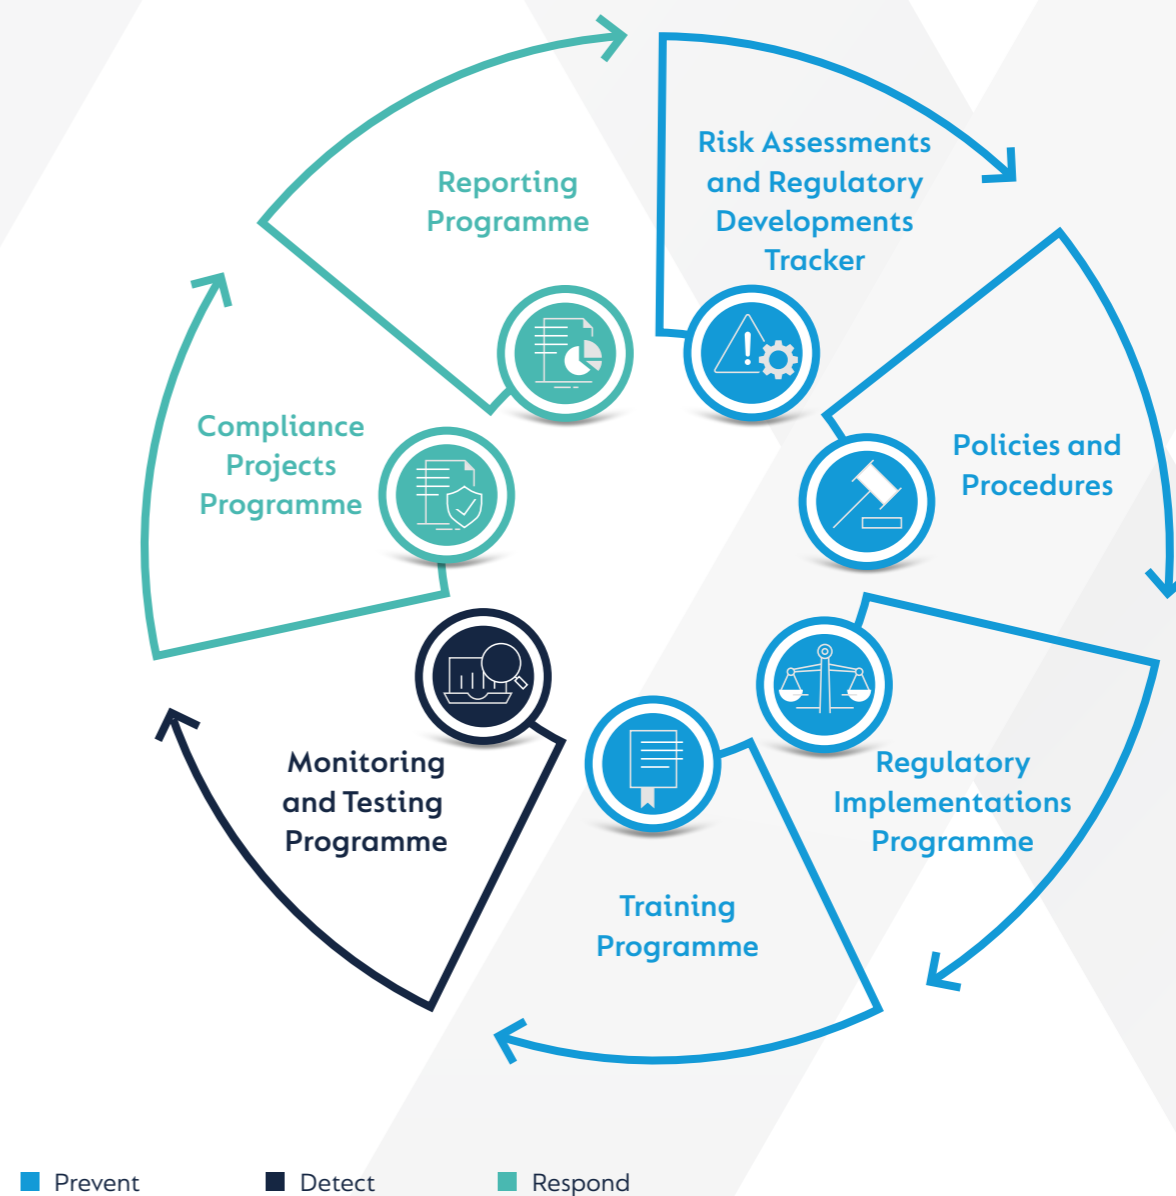 Risk Assessments
and Regulatory
Developments
Tracker
Policies and
Procedures
Regulatory
Implementations
Programme
Training
Programme
Monitoring
and Testing
Programme
Compliance
Projects
Programme
Reporting
Programme
Prevent
Detect
Respond